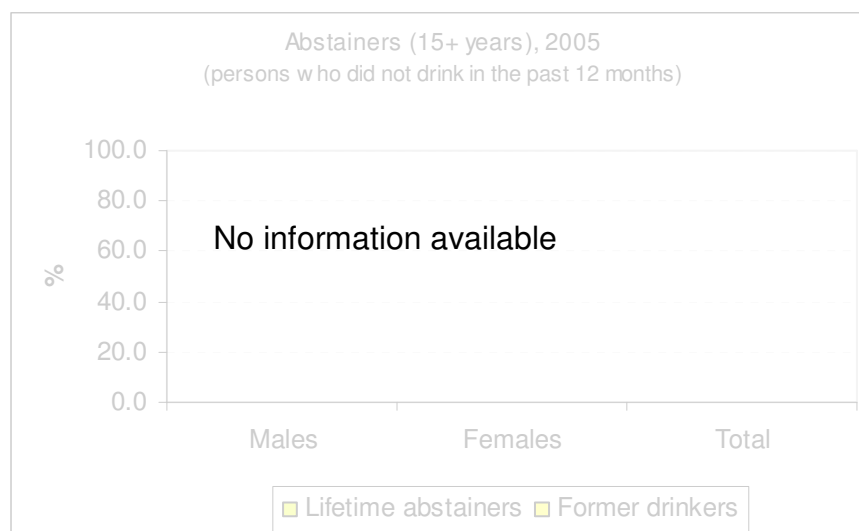 Abstainers (15+ years), 2005
(persons who did not drink in the past 12 months)
100.0
80.0
No information available
60.0
%
40.0
20.0
0.0
Males Females Total
Lifetime abstainers Former drinkers